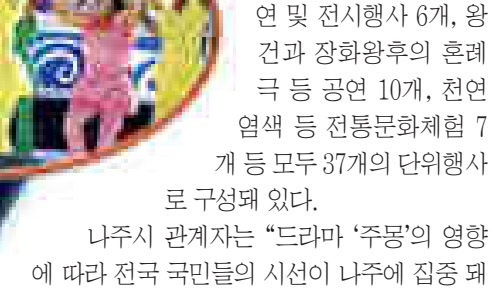 연 및 전시행사 6개, 왕
건과 장화왕후의 혼례
극 등 공연 10개, 천연
염색 등 전통문화체험 7
개 등 모두 37개의 단위행사
로 구성돼 있다.
나주시 관계자는 “드라마 ‘주몽’의 영향
에 따라 전국 국민들의 시선이 나주에 집중 돼